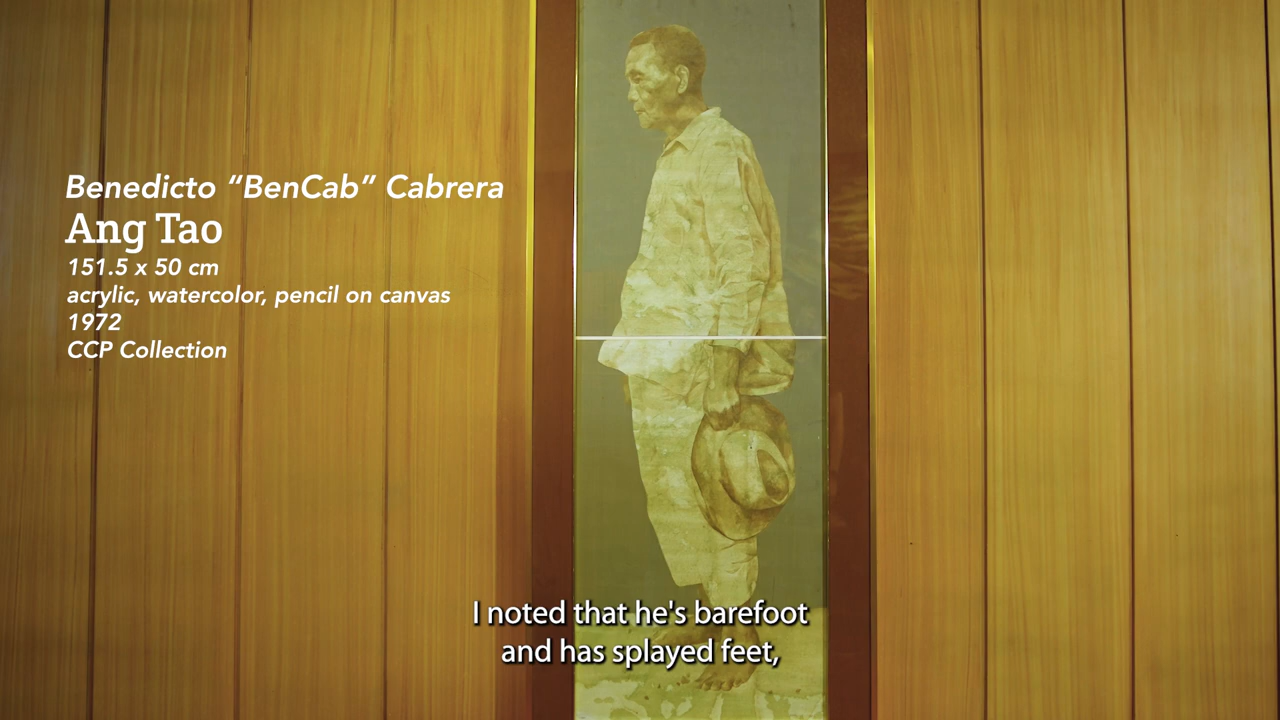 Benedicto “BenCab” Cabrera
Ang Tao
151.5 x 50 cm
acrylic, watercolor, pencil on canvas
1972
CCP Collection
I noted that he's barefoot
and has splayed feet,